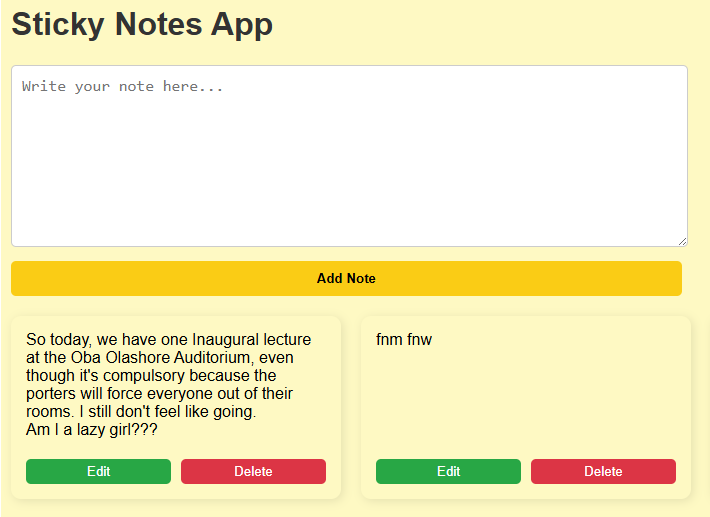 Sticky Notes App
Write your note here...
Add Note
So today, we have one Inaugural lecture
at the Oba Olashore Auditorium, even
though it's compulsory because the
porters will force everyone out of their
rooms. I still don't feel like going.
Am I a lazy girl???
Edit
Delete
fnm fnw
Edit
Delete